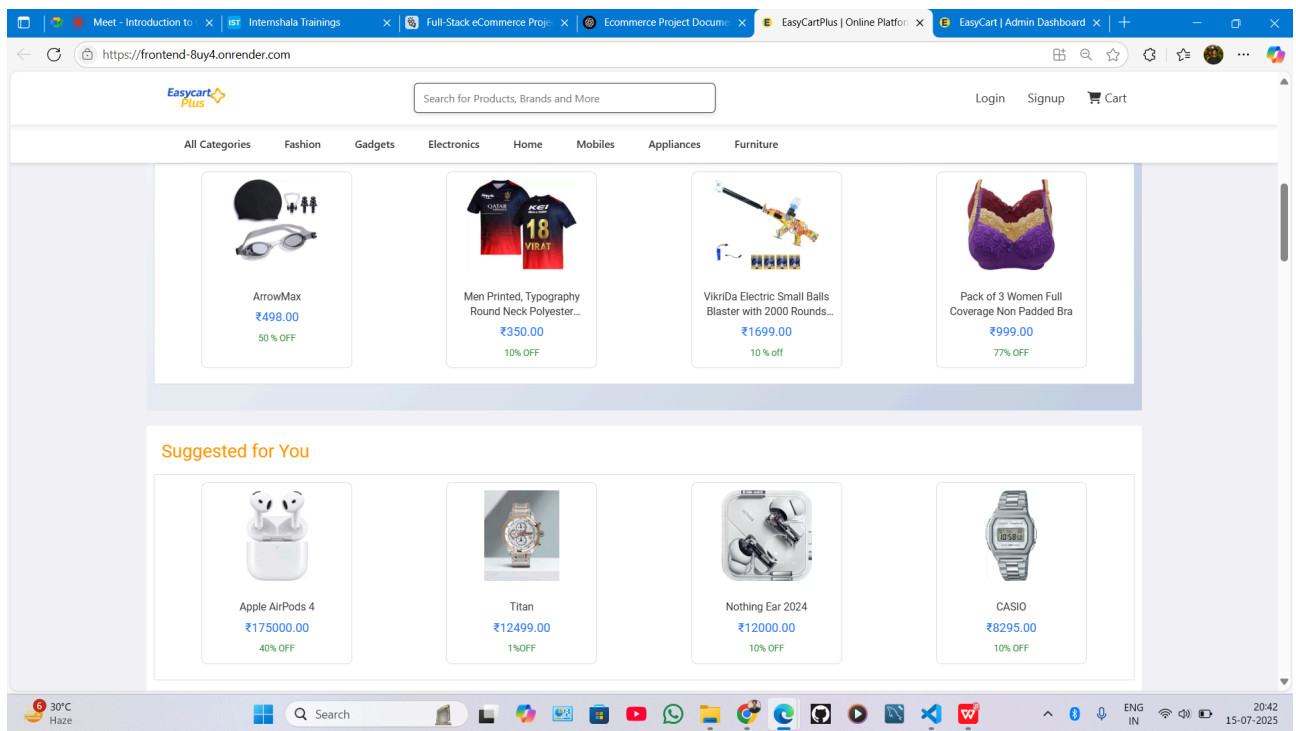 Meet - Introduction to
Internshala Trainings
Full-Stack eCommerce Proje
Ecommerce Project Docume
EasyCartPlus | Online Platfor
EasyCart | Admin Dashboard
https://frontend-8uy4.onrender.com
Easycart
Plus
Search for Products, Brands and More
Login Signup Cart
All Categories Fashion Gadgets Electronics Home Mobiles Appliances Furniture
QATAR
KEI
18
VIRAT
ArrowMax
₹498.00
50 % OFF
Men Printed, Typography
Round Neck Polyester...
₹350.00
10% OFF
VikriDa Electric Small Balls
Blaster with 2000 Rounds...
₹1699.00
10 % off
Pack of 3 Women Full
Coverage Non Padded Bra
₹999.00
77% OFF
Suggested for You
Apple AirPods 4
₹175000.00
40% OFF
Titan
₹12499.00
1%OFF
Nothing Ear 2024
₹12000.00
10% OFF
CASIO
₹8295.00
10% OFF
6
30°C
Haze
Search
ENG
IN
20:42
15-07-2025